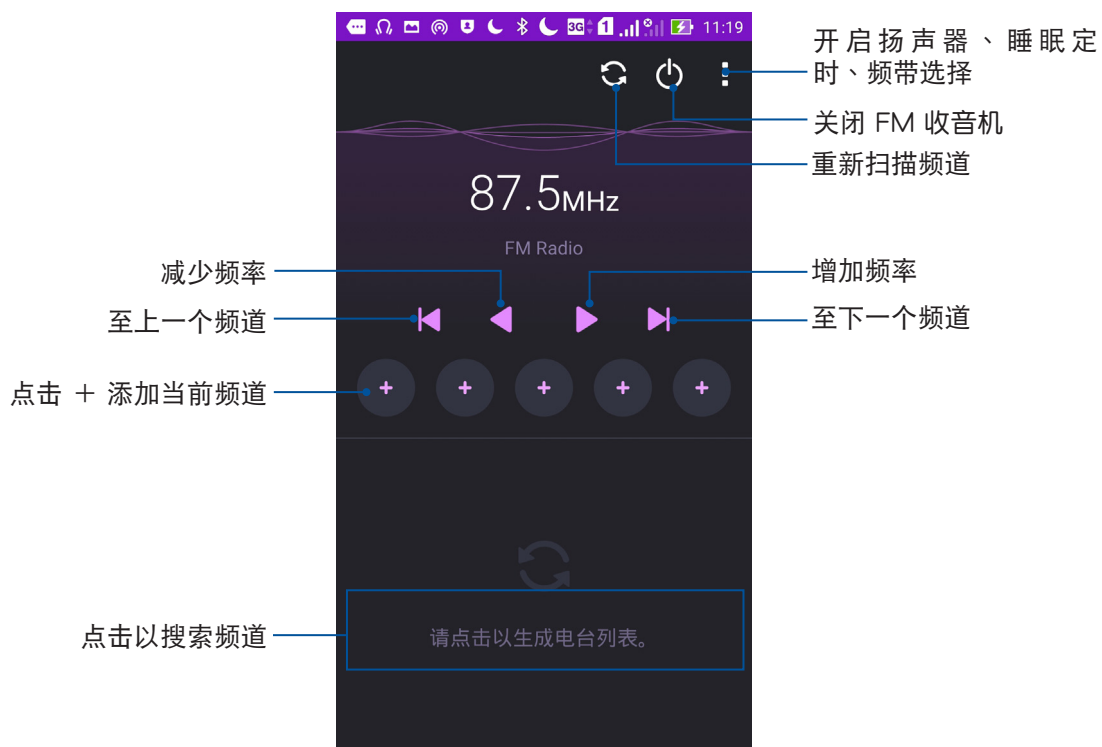 3G 1 11:19
开启扬声器、睡眠定
时、频带选择
关闭 FM 收音机
重新扫描频道
87.5MHz
FM Radio
减少频率
增加频率
至上一个频道
至下一个频道
点击 + 添加当前频道
+ + + + +
点击以搜索频道
请点击以生成电台列表。